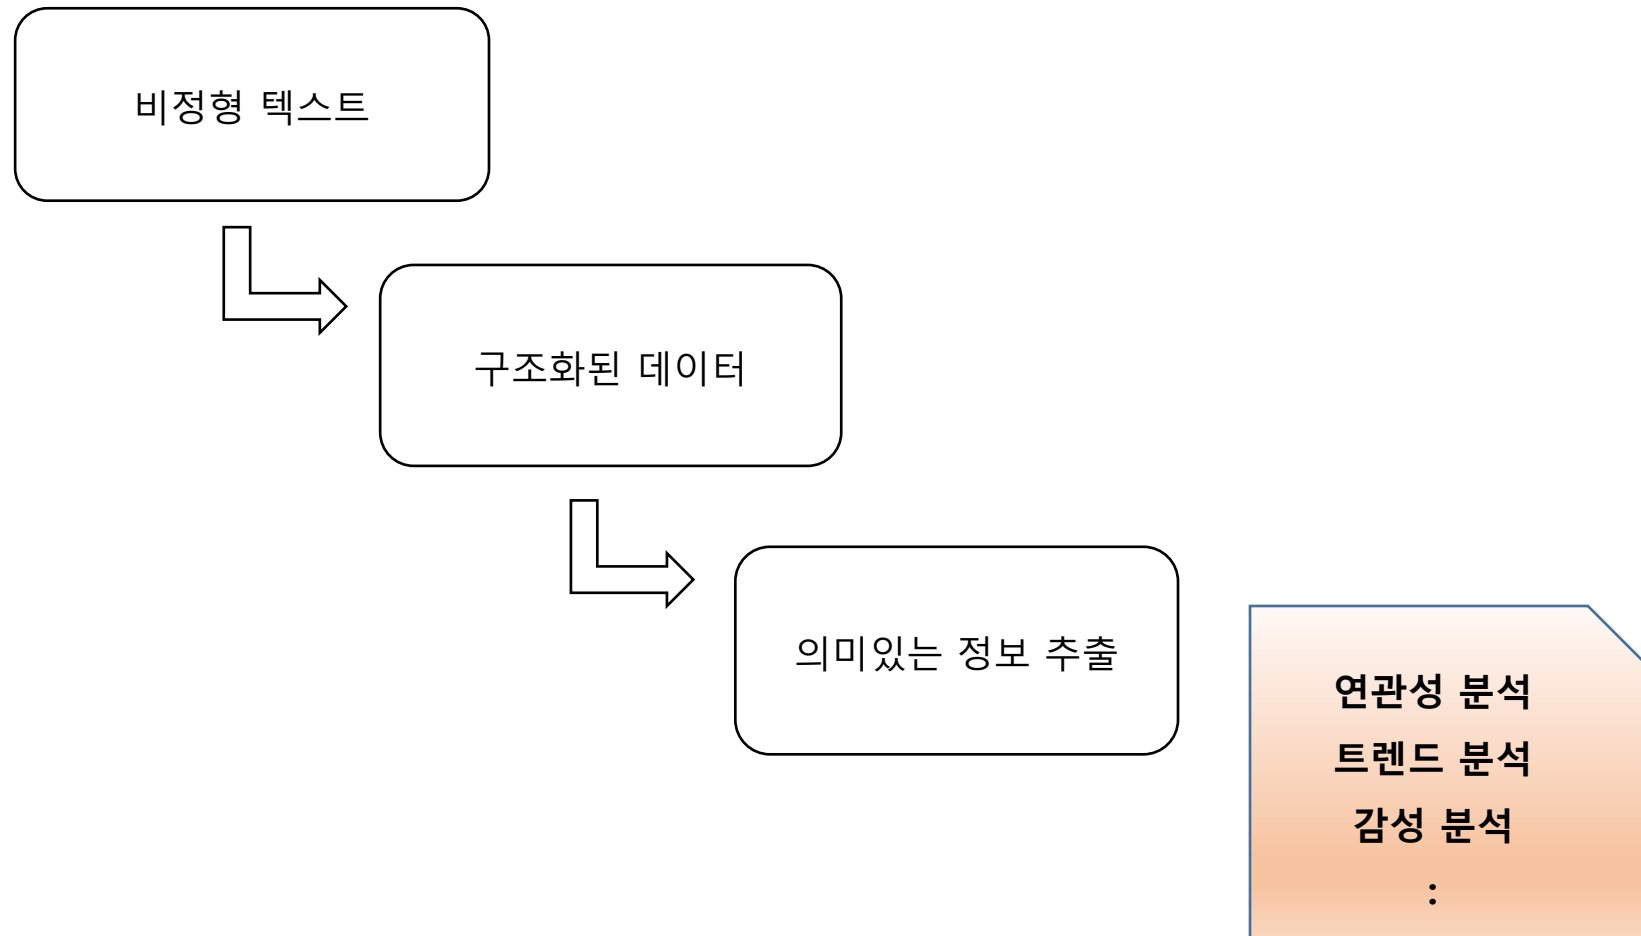 비정형 텍스트
구조화된 데이터
의미있는 정보 추출
연관성 분석
트렌드 분석
감성 분석
: